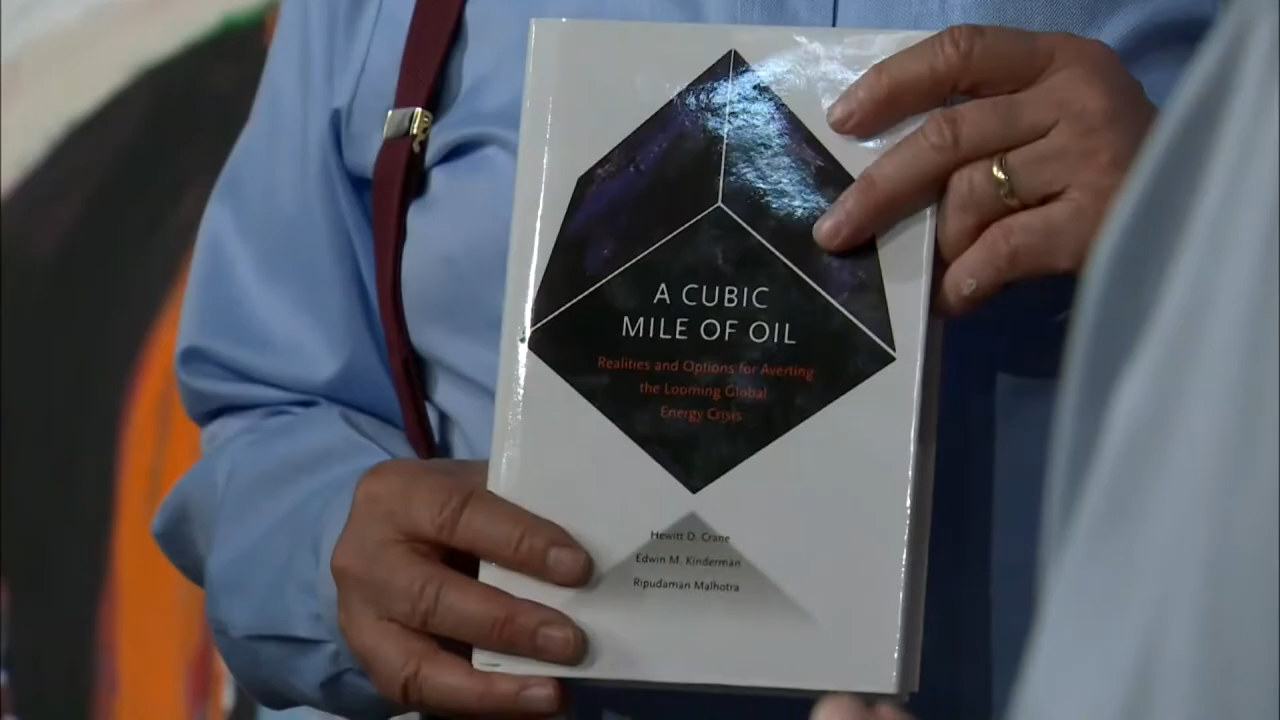 A CUBIC
MILE OF OIL
Realities and Options for Averting
the Looming Global
Energy Crisis
Hewitt D. Crane
Edwin M. Kinderman
Ripudaman Malhotra